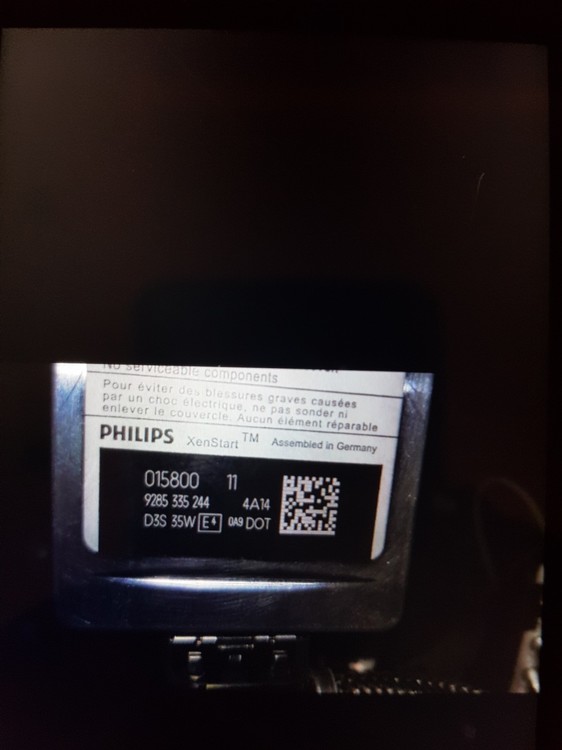 No serviceable components
Pour éviter des blessures graves causées
par un choc électrique, ne pas sonder ni
enlever le couvercle. Aucun élément réparable
PHILIPS XenStart™ Assembled in Germany
015800 11
9285 335 244 4A14
D3S 35W E4 0A9 DOT